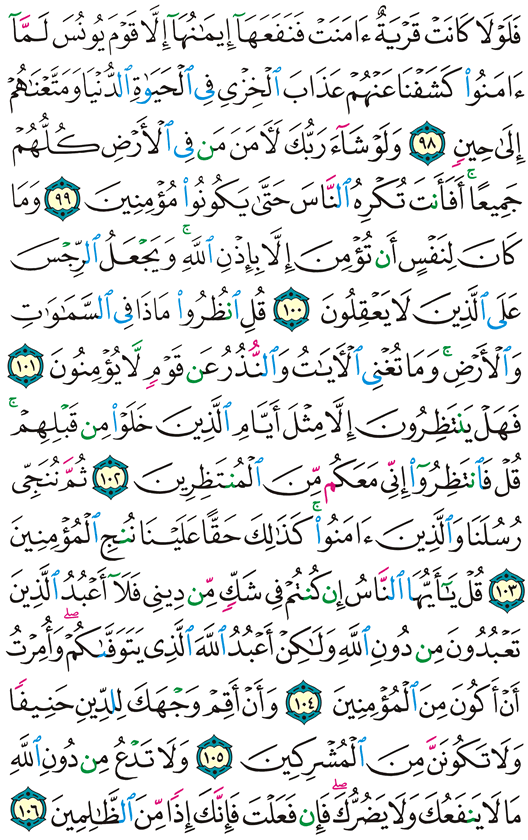 فَلَوْلَا كَانَتْ قَرْيَةٌ ءَامَنَتْ فَنَفَعَهَآ إِيمَٰنُهَآ إِلَّا قَوْمَ يُونُسَ لَمَّآ
ءَامَنُوا۟ كَشَفْنَا عَنْهُمْ عَذَابَ ٱلْخِزْىِ فِى ٱلْحَيَوٰةِ ٱلدُّنْيَا وَمَتَّعْنَٰهُمْ
إِلَىٰ حِينٍ ٩٨ وَلَوْ شَآءَ رَبُّكَ لَءَامَنَ مَن فِى ٱلْأَرْضِ كُلُّهُمْ
جَمِيعًا ۚ أَفَأَنتَ تُكْرِهُ ٱلنَّاسَ حَتَّىٰ يَكُونُوا۟ مُؤْمِنِينَ ٩٩ وَمَا
كَانَ لِنَفْسٍ أَن تُؤْمِنَ إِلَّا بِإِذْنِ ٱللَّهِ ۚ وَيَجْعَلُ ٱلرِّجْسَ
عَلَى ٱلَّذِينَ لَا يَعْقِلُونَ ١٠٠ قُلِ ٱنظُرُوا۟ مَاذَا فِى ٱلسَّمَٰوَٰتِ
وَٱلْأَرْضِ ۚ وَمَا تُغْنِى ٱلْءَايَٰتُ وَٱلنُّذُرُ عَن قَوْمٍ لَّا يُؤْمِنُونَ ١٠١
فَهَلْ يَنتَظِرُونَ إِلَّا مِثْلَ أَيَّامِ ٱلَّذِينَ خَلَوْا۟ مِن قَبْلِهِمْ ۚ
قُلْ فَٱنتَظِرُوٓا۟ إِنِّى مَعَكُم مِّنَ ٱلْمُنتَظِرِينَ ١٠٢ ثُمَّ نُنَجِّى
رُسُلَنَا وَٱلَّذِينَ ءَامَنُوا۟ ۚ كَذَٰلِكَ حَقًّا عَلَيْنَا نُنجِ ٱلْمُؤْمِنِينَ
١٠٣ قُلْ يَٰٓأَيُّهَا ٱلنَّاسُ إِن كُنتُمْ فِى شَكٍّ مِّن دِينِى فَلَآ أَعْبُدُ ٱلَّذِينَ
تَعْبُدُونَ مِن دُونِ ٱللَّهِ وَلَٰكِنْ أَعْبُدُ ٱللَّهَ ٱلَّذِى يَتَوَفَّىٰكُمْ ۖ وَأُمِرْتُ
أَنْ أَكُونَ مِنَ ٱلْمُؤْمِنِينَ ١٠٤ وَأَنْ أَقِمْ وَجْهَكَ لِلدِّينِ حَنِيفًا
وَلَا تَكُونَنَّ مِنَ ٱلْمُشْرِكِينَ ١٠٥ وَلَا تَدْعُ مِن دُونِ ٱللَّهِ
مَا لَا يَنفَعُكَ وَلَا يَضُرُّكَ ۖ فَإِن فَعَلْتَ فَإِنَّكَ إِذًا مِّنَ ٱلظَّٰلِمِينَ ١٠٦